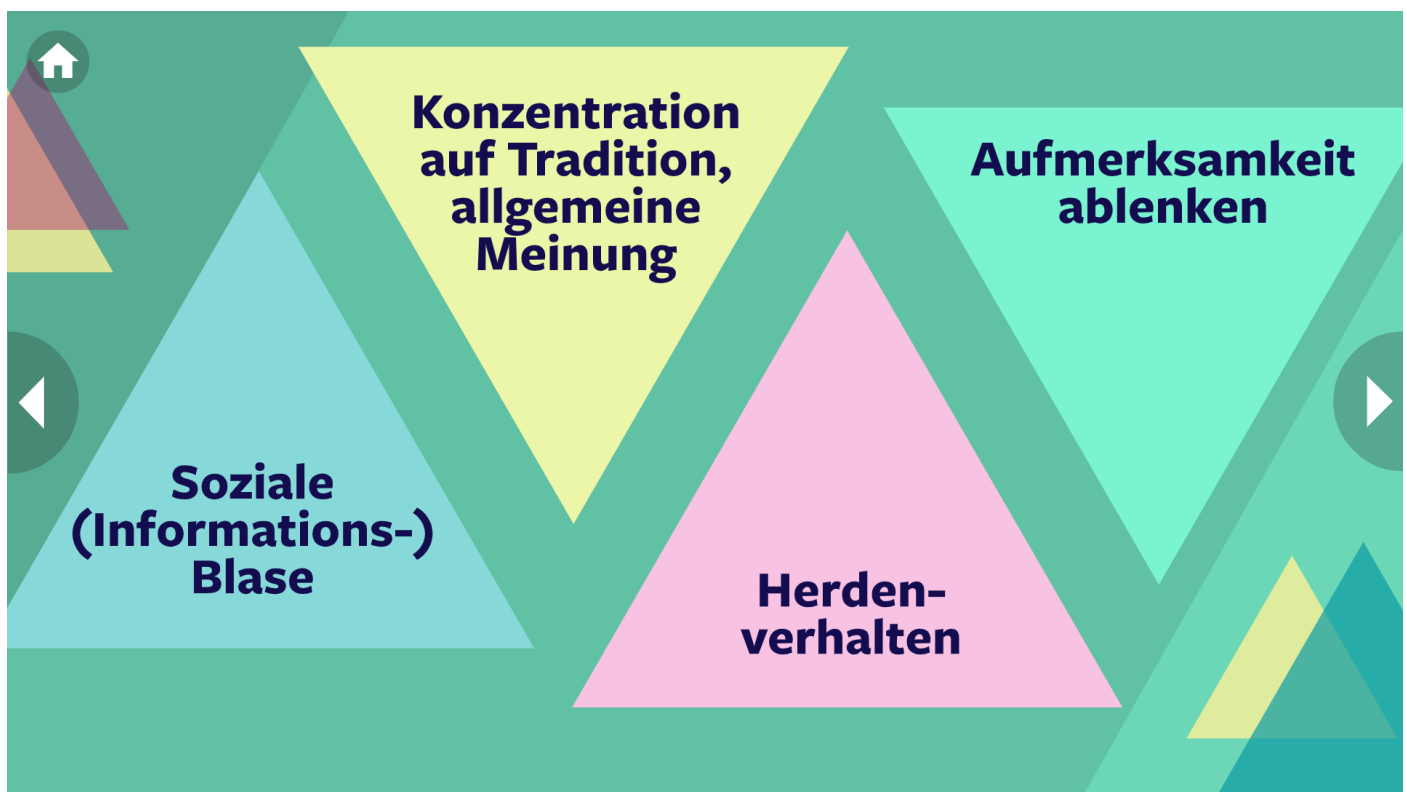 Konzentration
auf Tradition,
allgemeine
Meinung
Aufmerksamkeit
ablenken
Soziale
(Informations-)
Blase
Herden-
verhalten